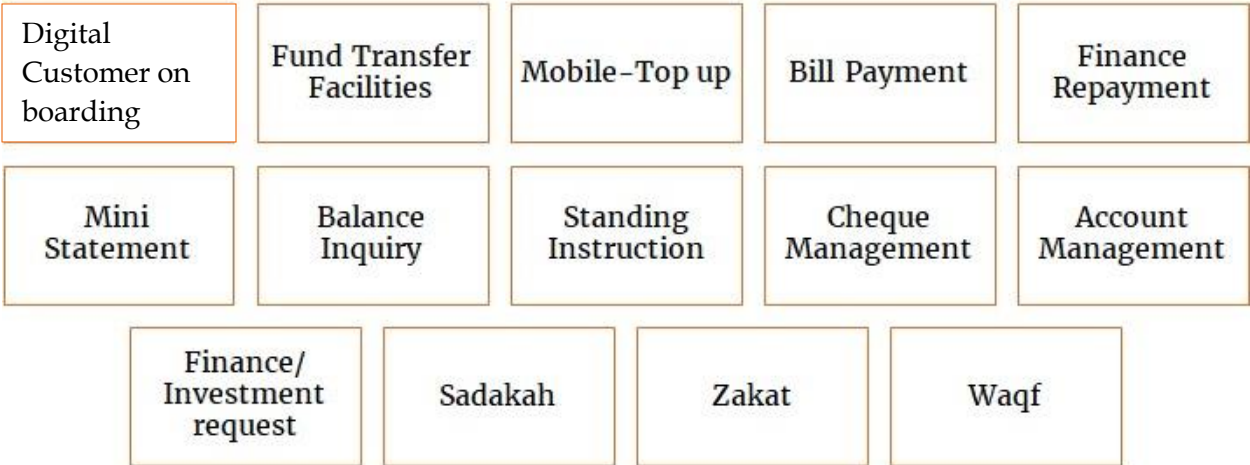 Digital
Customer on
boarding
Fund Transfer
Facilities
Mobile-Top up
Bill Payment
Finance
Repayment
Mini
Statement
Balance
Inquiry
Standing
Instruction
Cheque
Management
Account
Management
Finance/
Investment
request
Sadakah
Zakat
Waqf